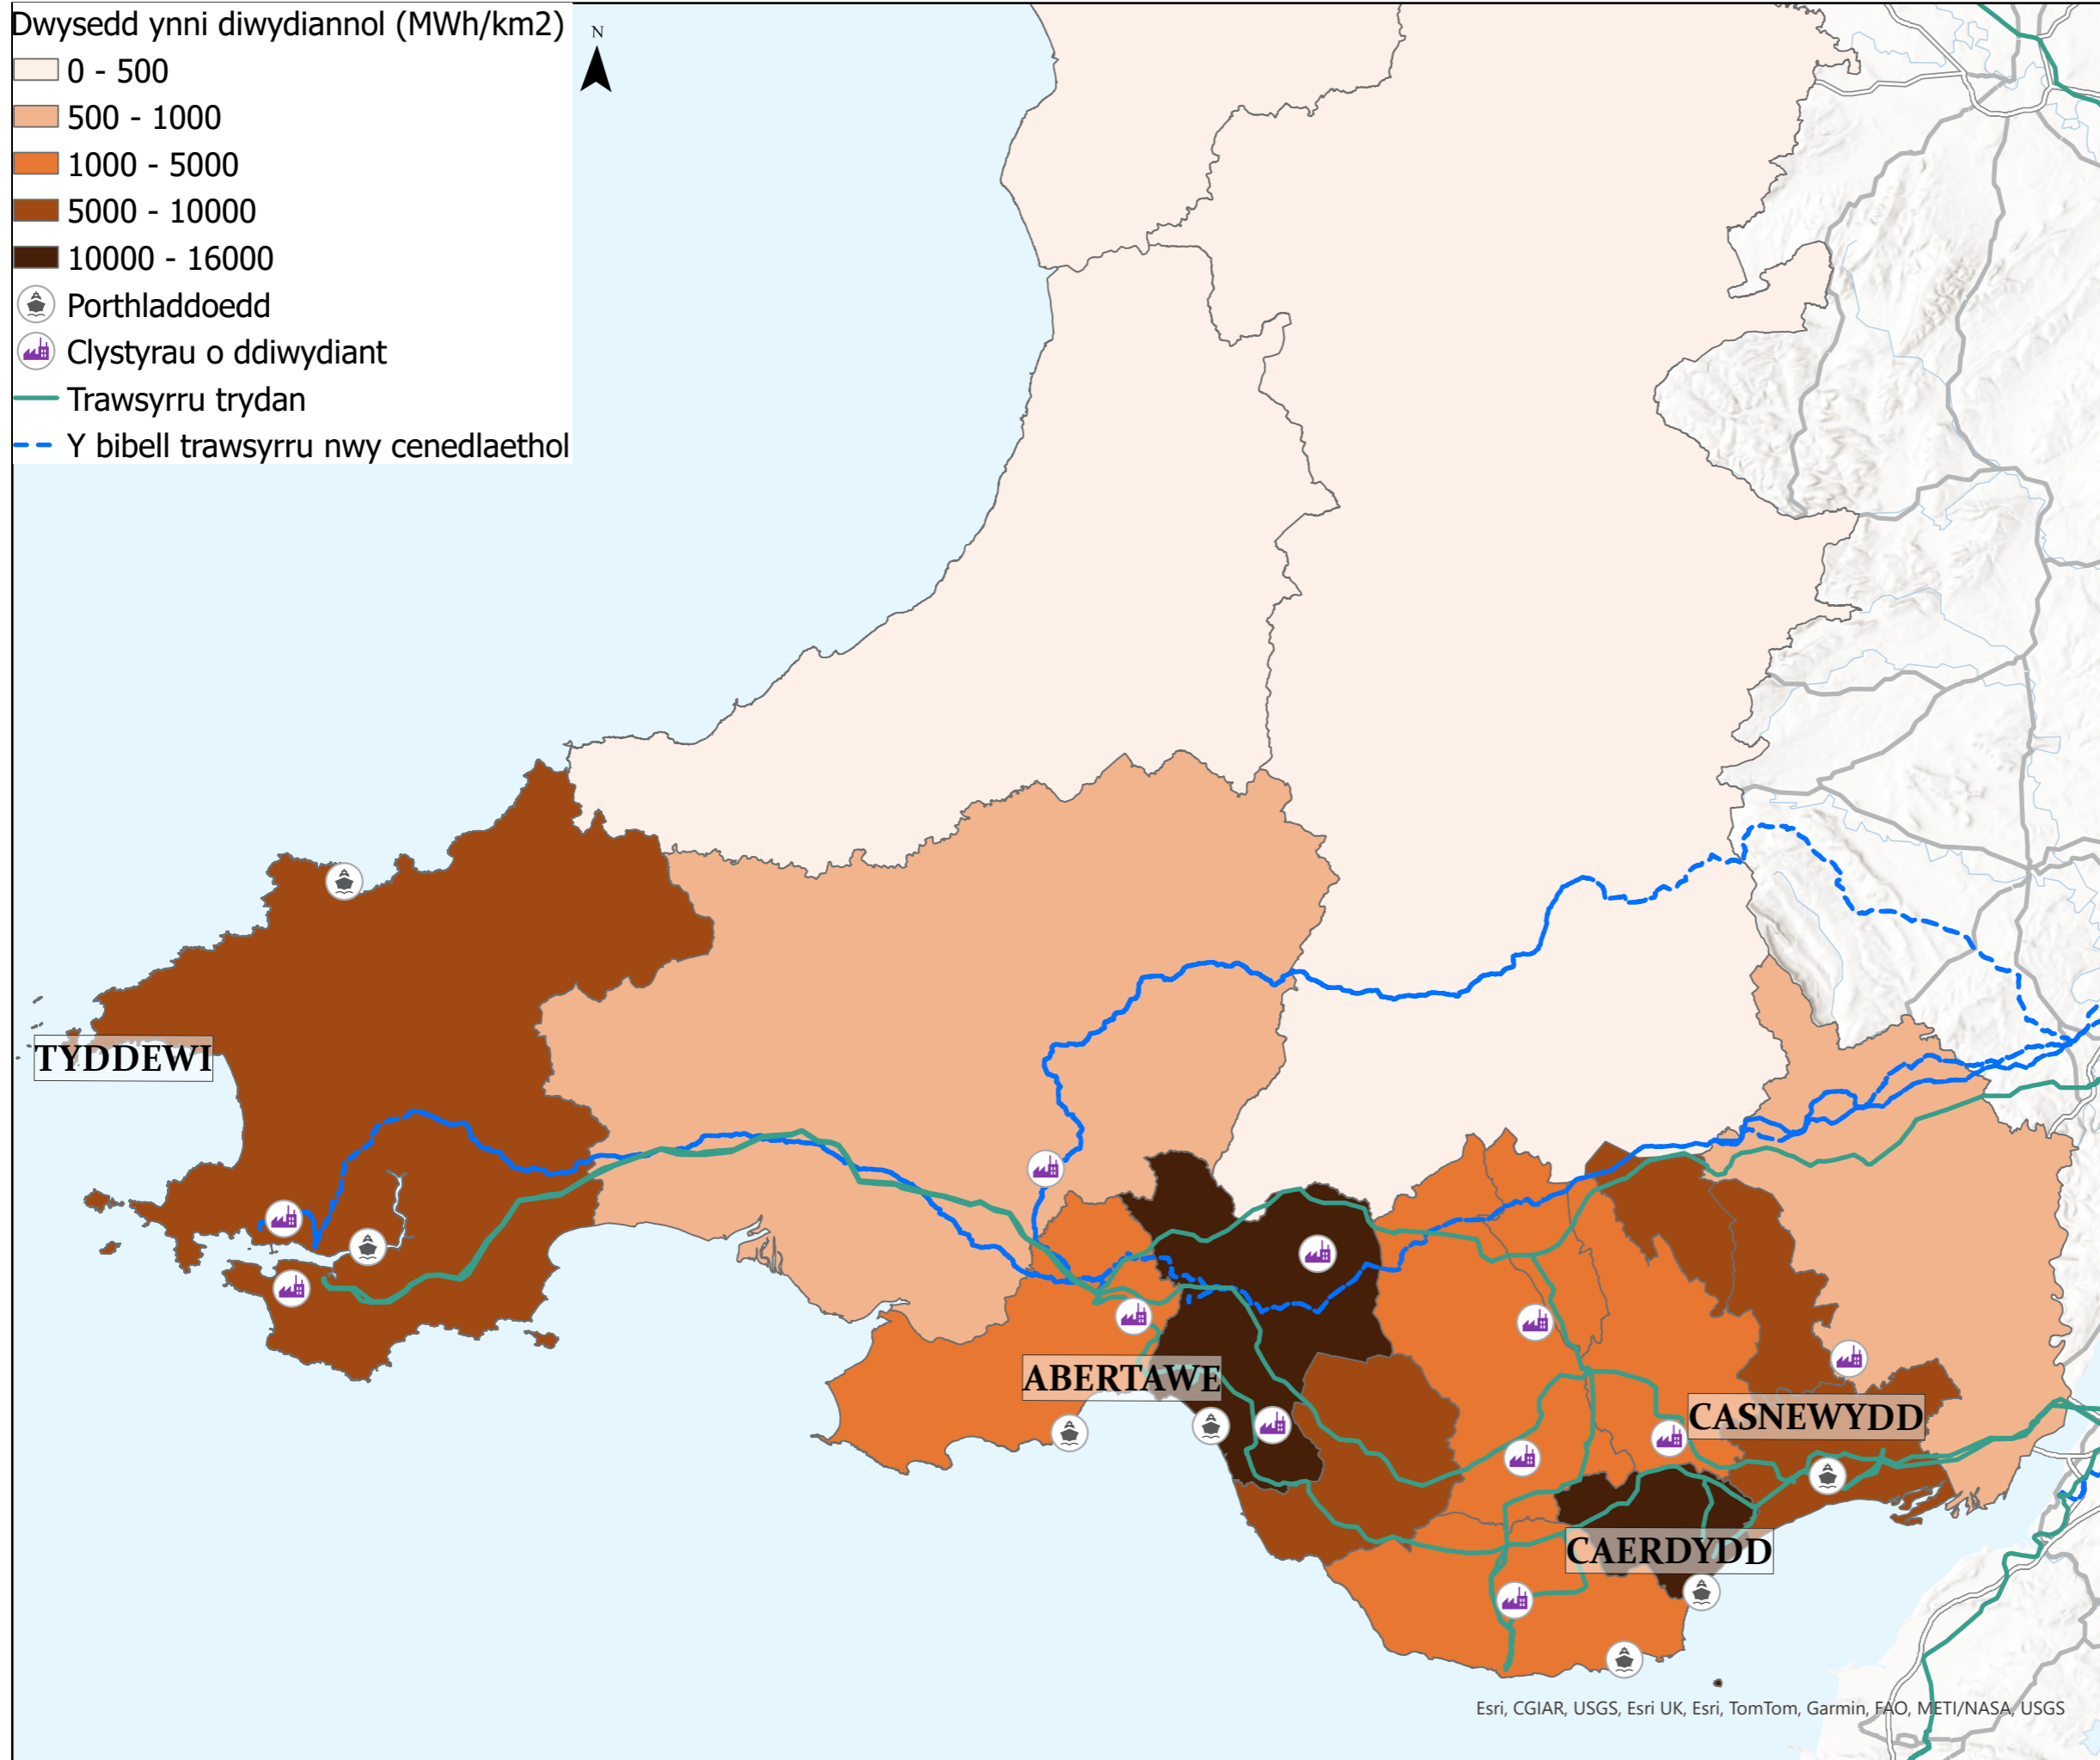 Dwysedd ynni diwydiannol (MWh/km2)
0 - 500
500 - 1000
1000 - 5000
5000 - 10000
10000 - 16000
Porthladdoedd
Clystyrau o ddiwydiant
Trawsyrru trydan
Y bibell trawsyrru nwy cenedlaethol
N
TYDDEWI
ABERTAWE
CASNEWYDD
CAERDYDD
Esri, CGIAR, USGS, Esri UK, Esri, TomTom, Garmin, FAO, METI/NASA, USGS